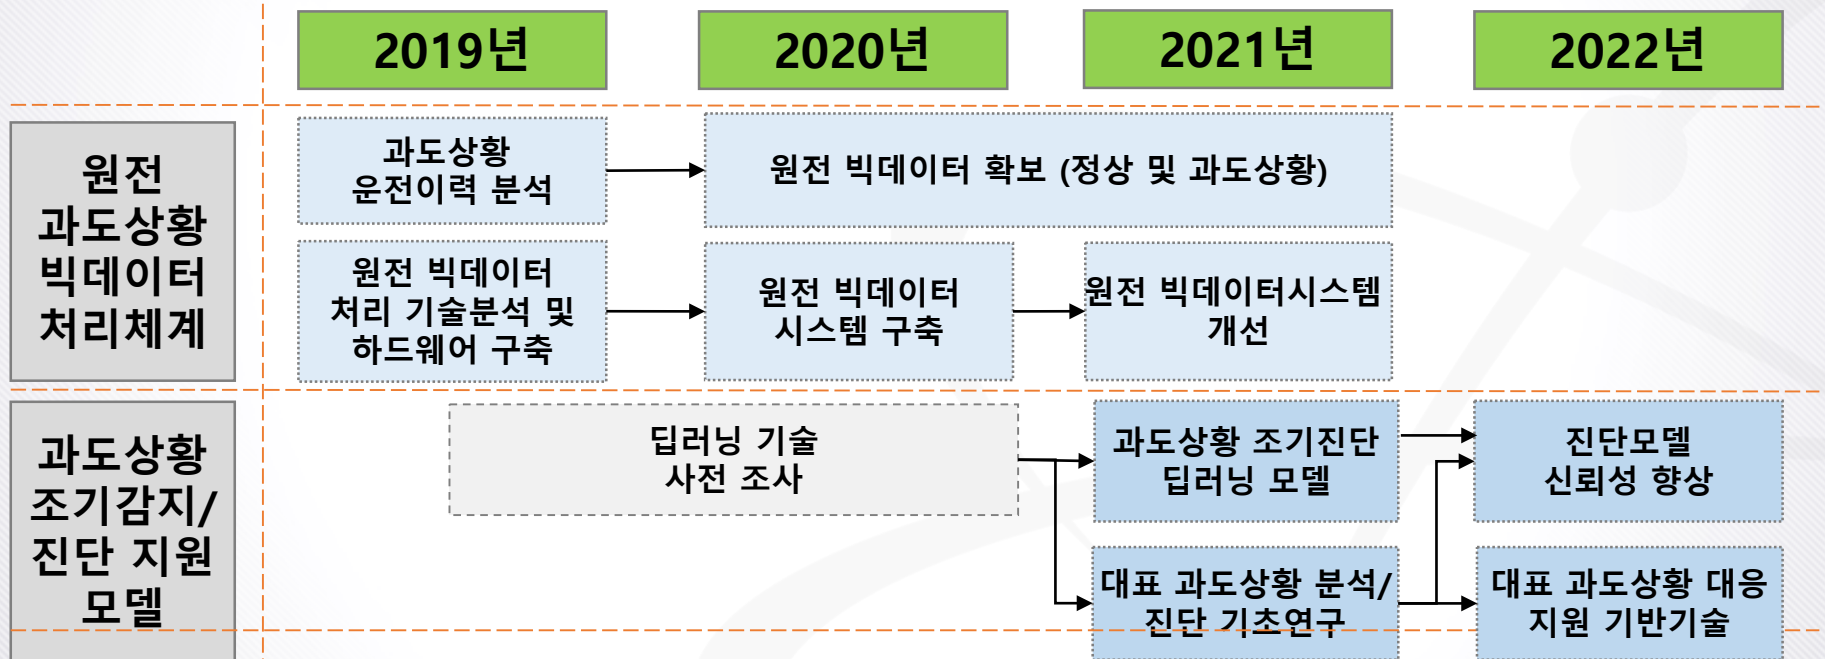 2019년
2020년
2021년
2022년
원전
과도상황
빅데이터
처리체계
과도상황
운전이력 분석
원전 빅데이터 확보 (정상 및 과도상황)
원전 빅데이터
처리 기술분석 및
하드웨어 구축
원전 빅데이터
시스템 구축
원전 빅데이터시스템
개선
과도상황
조기감지/
진단 지원
모델
딥러닝 기술
사전 조사
과도상황 조기진단
딥러닝 모델
진단모델
신뢰성 향상
대표 과도상황 분석/
진단 기초연구
대표 과도상황 대응
지원 기반기술